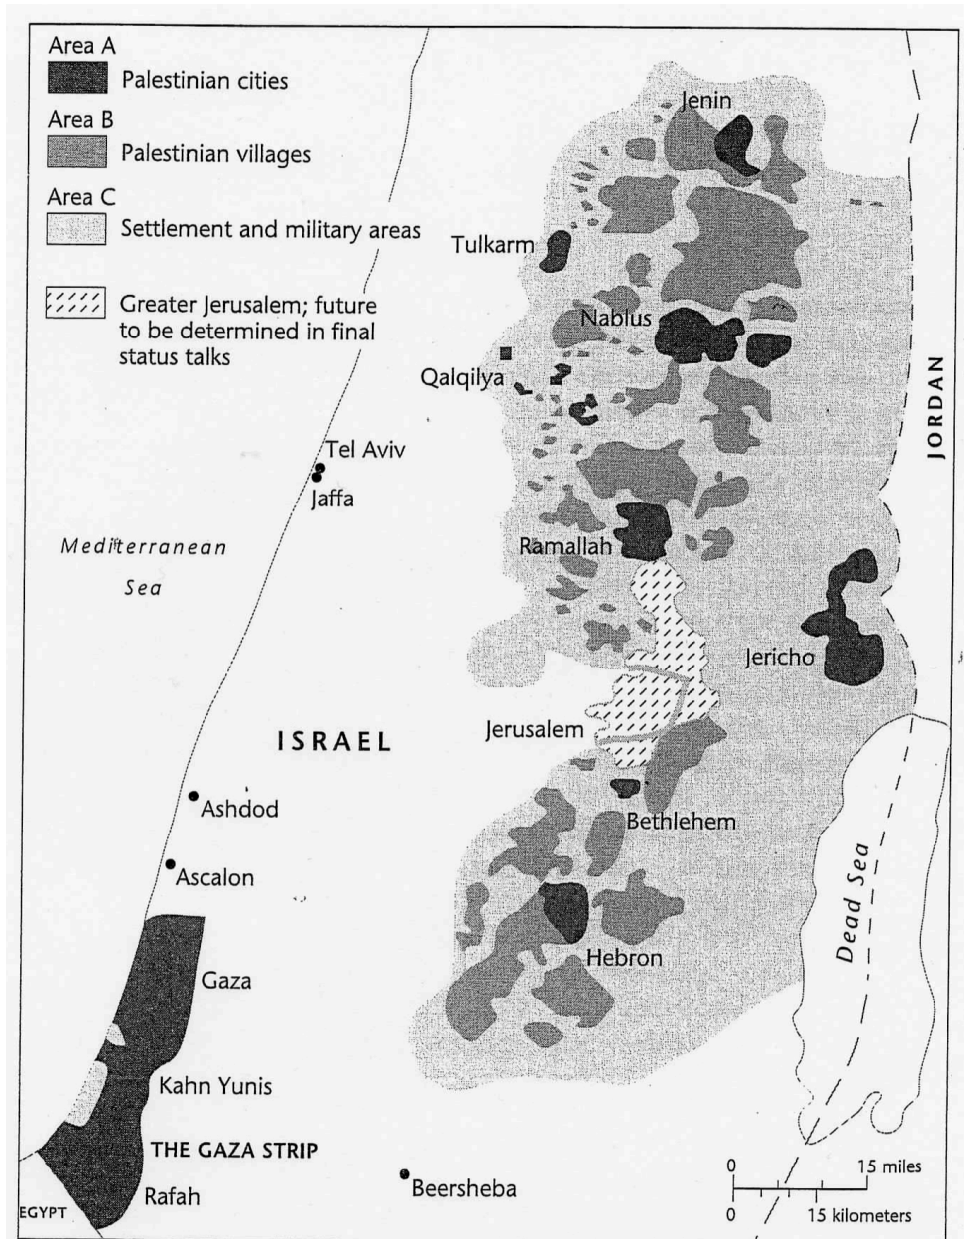 Area A
Palestinian cities
Area B
Palestinian villages
Area C
Settlement and military areas
Greater Jerusalem; future
to be determined in final
status talks
Jenin
Tulkarm
Nablus
Qalqilya
JORDAN
Tel Aviv
Jaffa
Mediterranean
Sea
Ramallah
Jericho
Jerusalem
ISRAEL
Ashdod
Bethlehem
Ascalon
Dead Sea
Hebron
Gaza
Kahn Yunis
THE GAZA STRIP
Rafah
Beersheba
EGYPT
0 15 miles
0 15 kilometers